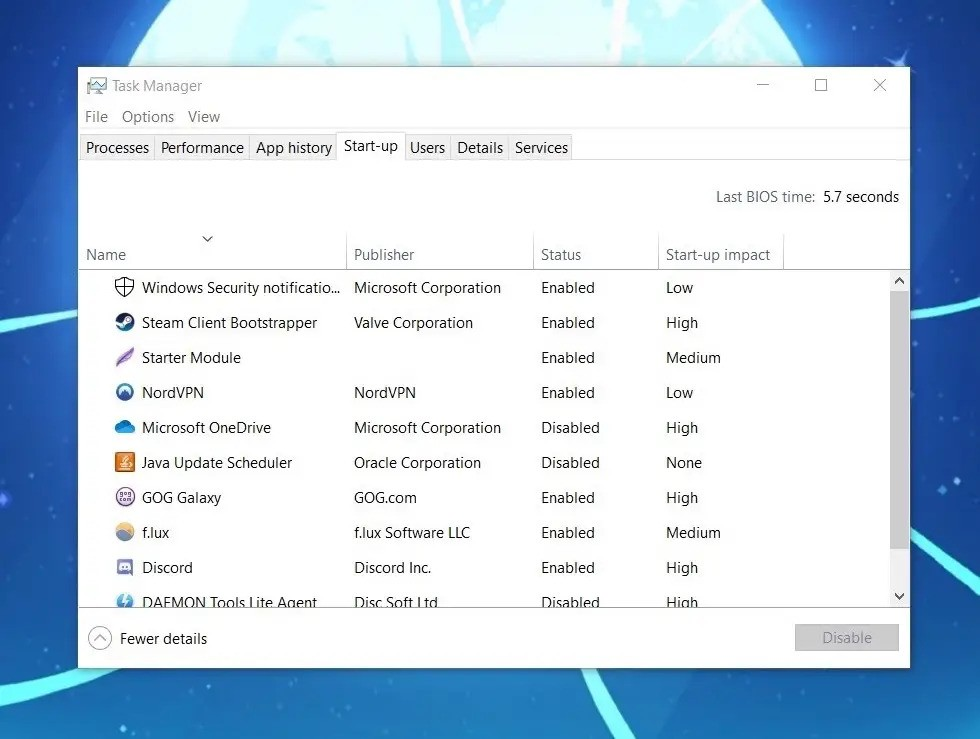 Task Manager
File Options View
Processes Performance App history Start-up Users Details Services
Last BIOS time: 5.7 seconds
Name Publisher Status Start-up impact
Windows Security notificatio... Microsoft Corporation Enabled Low
Steam Client Bootstrapper Valve Corporation Enabled High
Starter Module Enabled Medium
NordVPN NordVPN Enabled Low
Microsoft OneDrive Microsoft Corporation Disabled High
Java Update Scheduler Oracle Corporation Disabled None
GOG Galaxy GOG.com Enabled High
f.lux f.lux Software LLC Enabled Medium
Discord Discord Inc. Enabled High
DAEMON Tools Lite Agent Disc Soft Ltd Disabled High
Fewer details Disable